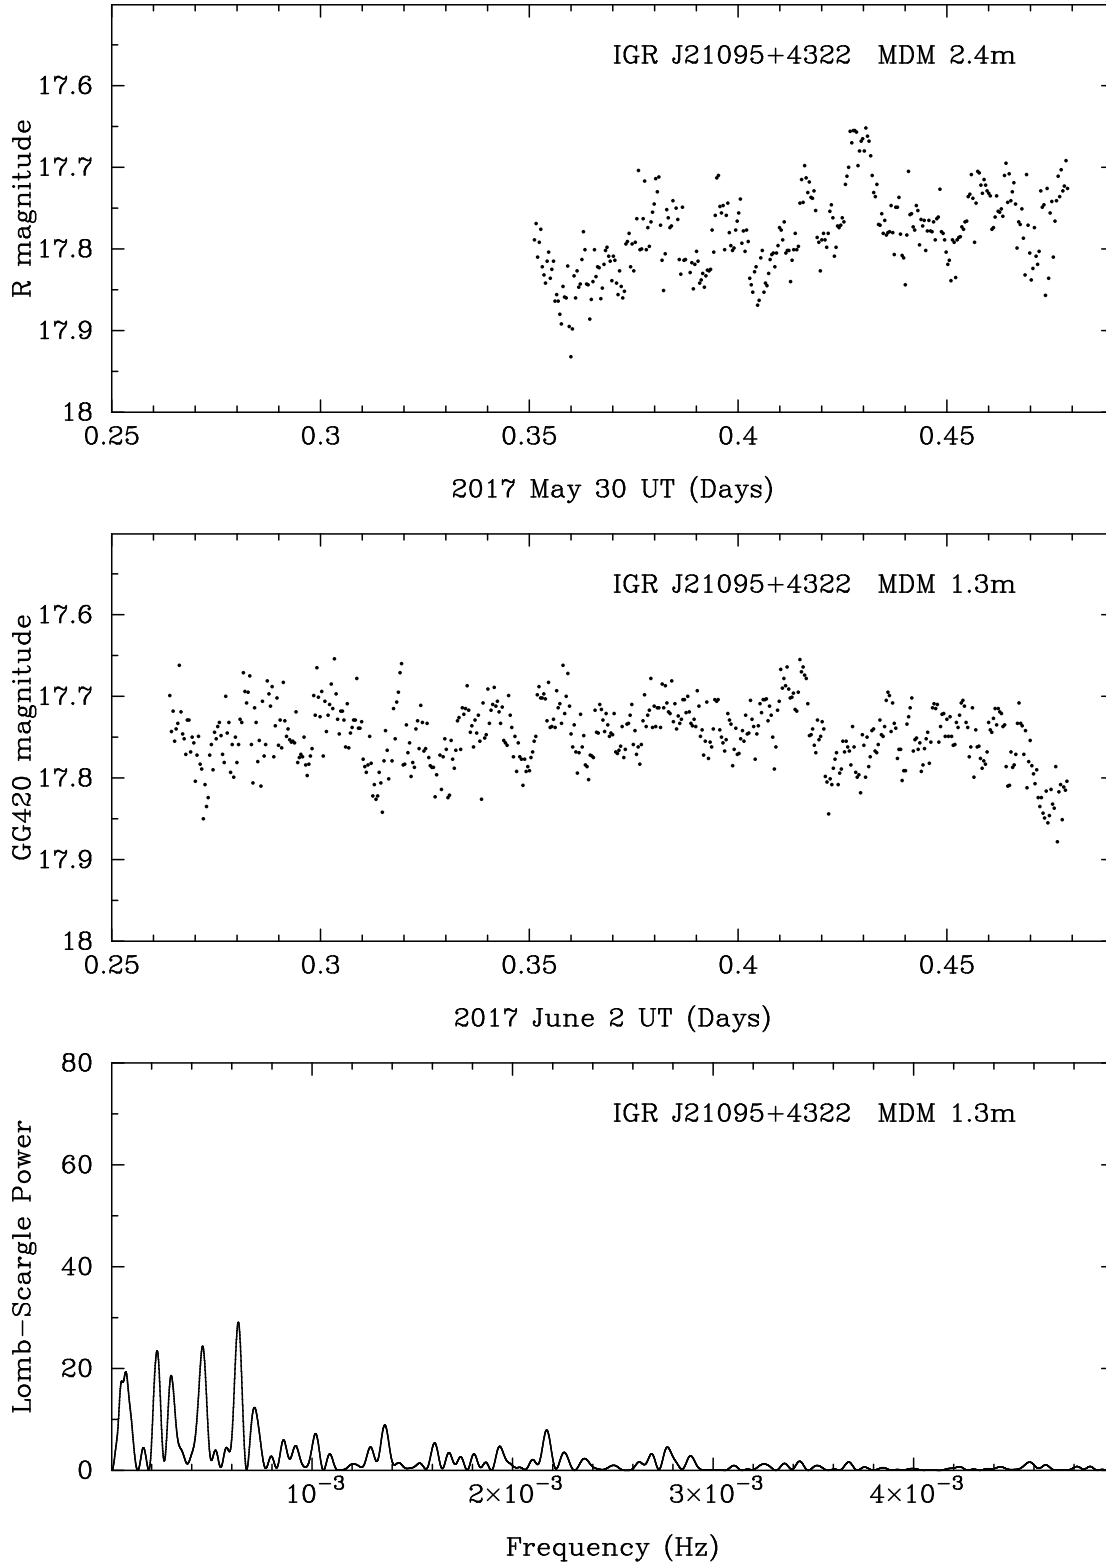 IGR J21095+4322 MDM 2.4m
R magnitude
17.6
17.7
17.8
17.9
18
0.25 0.3 0.35 0.4 0.45
2017 May 30 UT (Days)
IGR J21095+4322 MDM 1.3m
GG420 magnitude
17.6
17.7
17.8
17.9
18
0.25 0.3 0.35 0.4 0.45
2017 June 2 UT (Days)
IGR J21095+4322 MDM 1.3m
Lomb−Scargle Power
80
60
40
20
0
10⁻³ 2×10⁻³ 3×10⁻³ 4×10⁻³
Frequency (Hz)